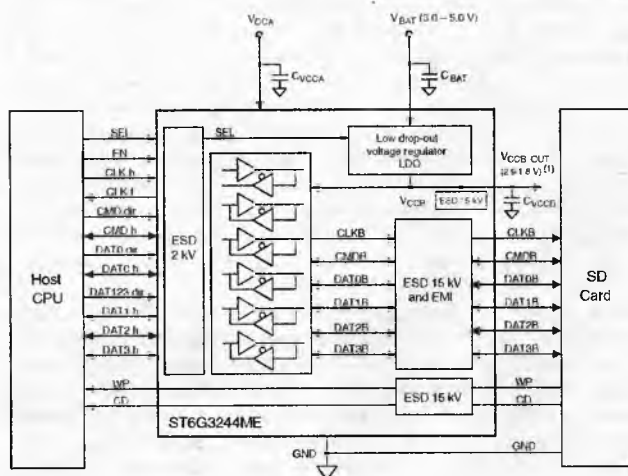 VCCA
VBAT (3.0 – 5.0 V)
CVCCA
CBAT
SEL
EN
CLK.h
CLK.f
CMD.dir
CMD.h
DAT0.dir
DAT0.h
DAT123.dir
DAT1.h
DAT2.h
DAT3.h
WP
CD
Host
CPU
ESD
2 kV
SEL
Low drop-out
voltage regulator
LDO
VCCB OUT
(2.9 1.8 V) (1)
VCCB
ESD 15 kV
CVCCB
CLKB
CMDB
DAT0B
DAT1B
DAT2B
DAT3B
ESD 15 kV
and EMI
CLKB
CMDB
DAT0B
DAT1B
DAT2B
DAT3B
SD
Card
ESD 15 kV
WP
CD
ST6G3244ME
GND
GND